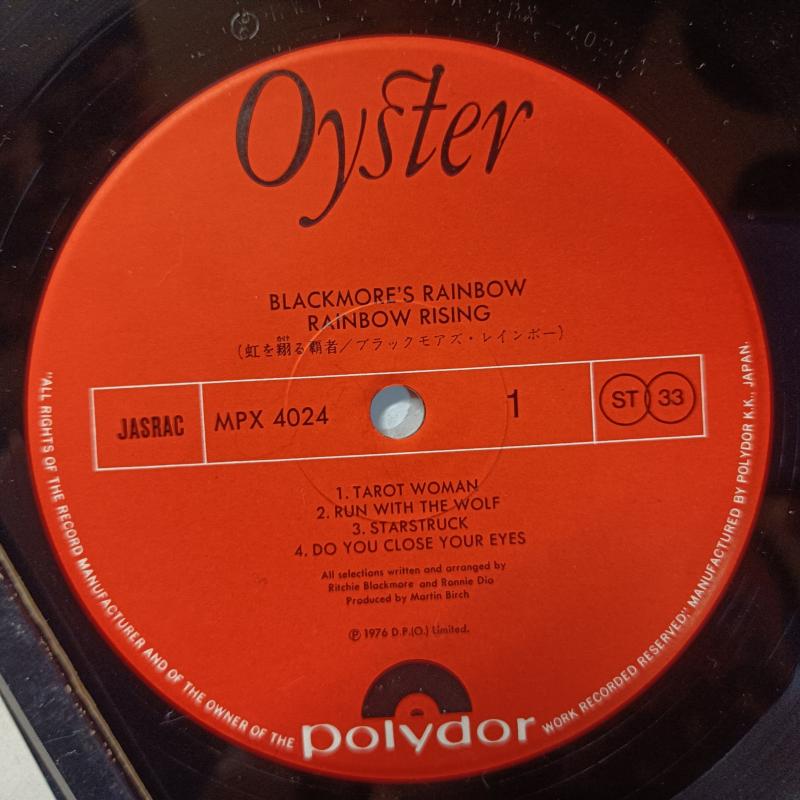 Oyster
BLACKMORE'S RAINBOW
RAINBOW RISING
(虹を翔る覇者／ブラックモアズ・レインボー)
かけ
JASRAC
MPX 4024
1
ST 33
1. TAROT WOMAN
2. RUN WITH THE WOLF
3. STARSTRUCK
4. DO YOU CLOSE YOUR EYES
All selections written and arranged by
Ritchie Blackmore and Ronnie Dio
Produced by Martin Birch
Ⓟ 1976 D.P.(O.) Limited.
"ALL RIGHTS OF THE RECORD MANUFACTURER AND OF THE OWNER OF THE
polydor
WORK RECORDED RESERVED;" MANUFACTURED BY POLYDOR K.K., JAPAN.